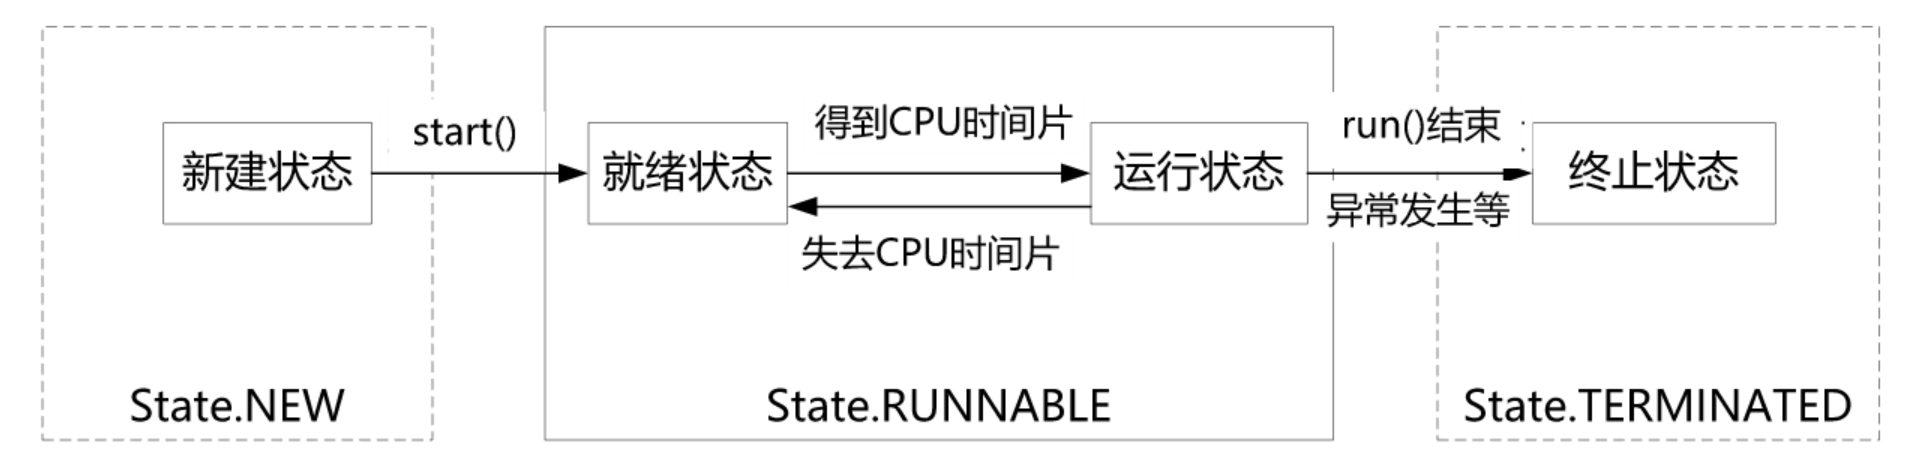 新建状态
start()
就绪状态
得到CPU时间片
失去CPU时间片
运行状态
run()结束
异常发生等
终止状态
State.NEW
State.RUNNABLE
State.TERMINATED